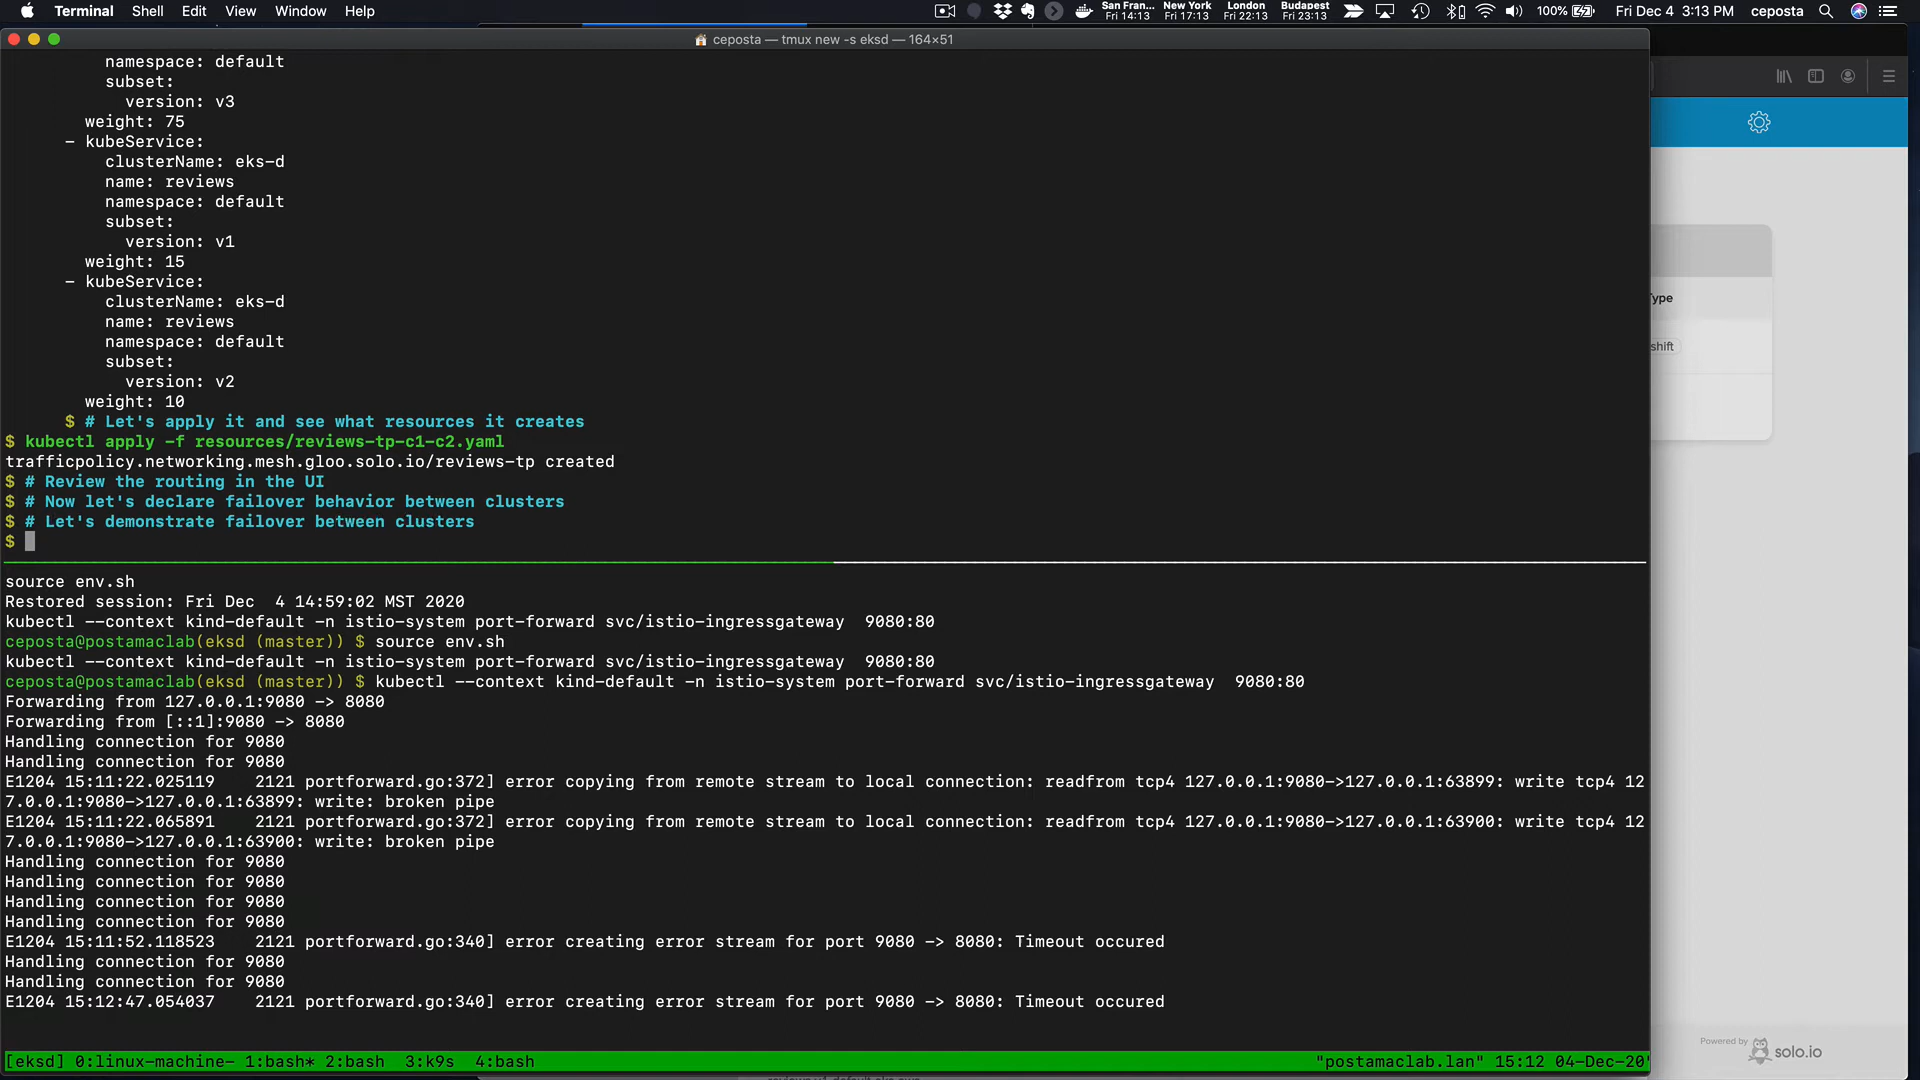 Terminal Shell Edit View Window Help
San Fran... Fri 14:13
New York Fri 17:13
London Fri 22:13
Budapest Fri 23:13
100% Fri Dec 4 3:13 PM ceposta
ceposta — tmux new -s eksd — 164×51
namespace: default
subset:
version: v3
weight: 75
- kubeService:
clusterName: eks-d
name: reviews
namespace: default
subset:
version: v1
weight: 15
- kubeService:
clusterName: eks-d
name: reviews
namespace: default
subset:
version: v2
weight: 10
$ # Let's apply it and see what resources it creates
$ kubectl apply -f resources/reviews-tp-c1-c2.yaml
trafficpolicy.networking.mesh.gloo.solo.io/reviews-tp created
$ # Review the routing in the UI
$ # Now let's declare failover behavior between clusters
$ # Let's demonstrate failover between clusters
$
source env.sh
Restored session: Fri Dec  4 14:59:02 MST 2020
kubectl --context kind-default -n istio-system port-forward svc/istio-ingressgateway  9080:80
ceposta@postamaclab(eksd (master)) $ source env.sh
kubectl --context kind-default -n istio-system port-forward svc/istio-ingressgateway  9080:80
ceposta@postamaclab(eksd (master)) $ kubectl --context kind-default -n istio-system port-forward svc/istio-ingressgateway  9080:80
Forwarding from 127.0.0.1:9080 -> 8080
Forwarding from [::1]:9080 -> 8080
Handling connection for 9080
Handling connection for 9080
E1204 15:11:22.025119    2121 portforward.go:372] error copying from remote stream to local connection: readfrom tcp4 127.0.0.1:9080->127.0.0.1:63899: write tcp4 12
7.0.0.1:9080->127.0.0.1:63899: write: broken pipe
E1204 15:11:22.065891    2121 portforward.go:372] error copying from remote stream to local connection: readfrom tcp4 127.0.0.1:9080->127.0.0.1:63900: write tcp4 12
7.0.0.1:9080->127.0.0.1:63900: write: broken pipe
Handling connection for 9080
Handling connection for 9080
Handling connection for 9080
Handling connection for 9080
E1204 15:11:52.118523    2121 portforward.go:340] error creating error stream for port 9080 -> 8080: Timeout occured
Handling connection for 9080
Handling connection for 9080
E1204 15:12:47.054037    2121 portforward.go:340] error creating error stream for port 9080 -> 8080: Timeout occured
[eksd] 0:linux-machine- 1:bash* 2:bash  3:k9s  4:bash "postamaclab.lan" 15:12 04-Dec-20
ype
shift
Powered by solo.io